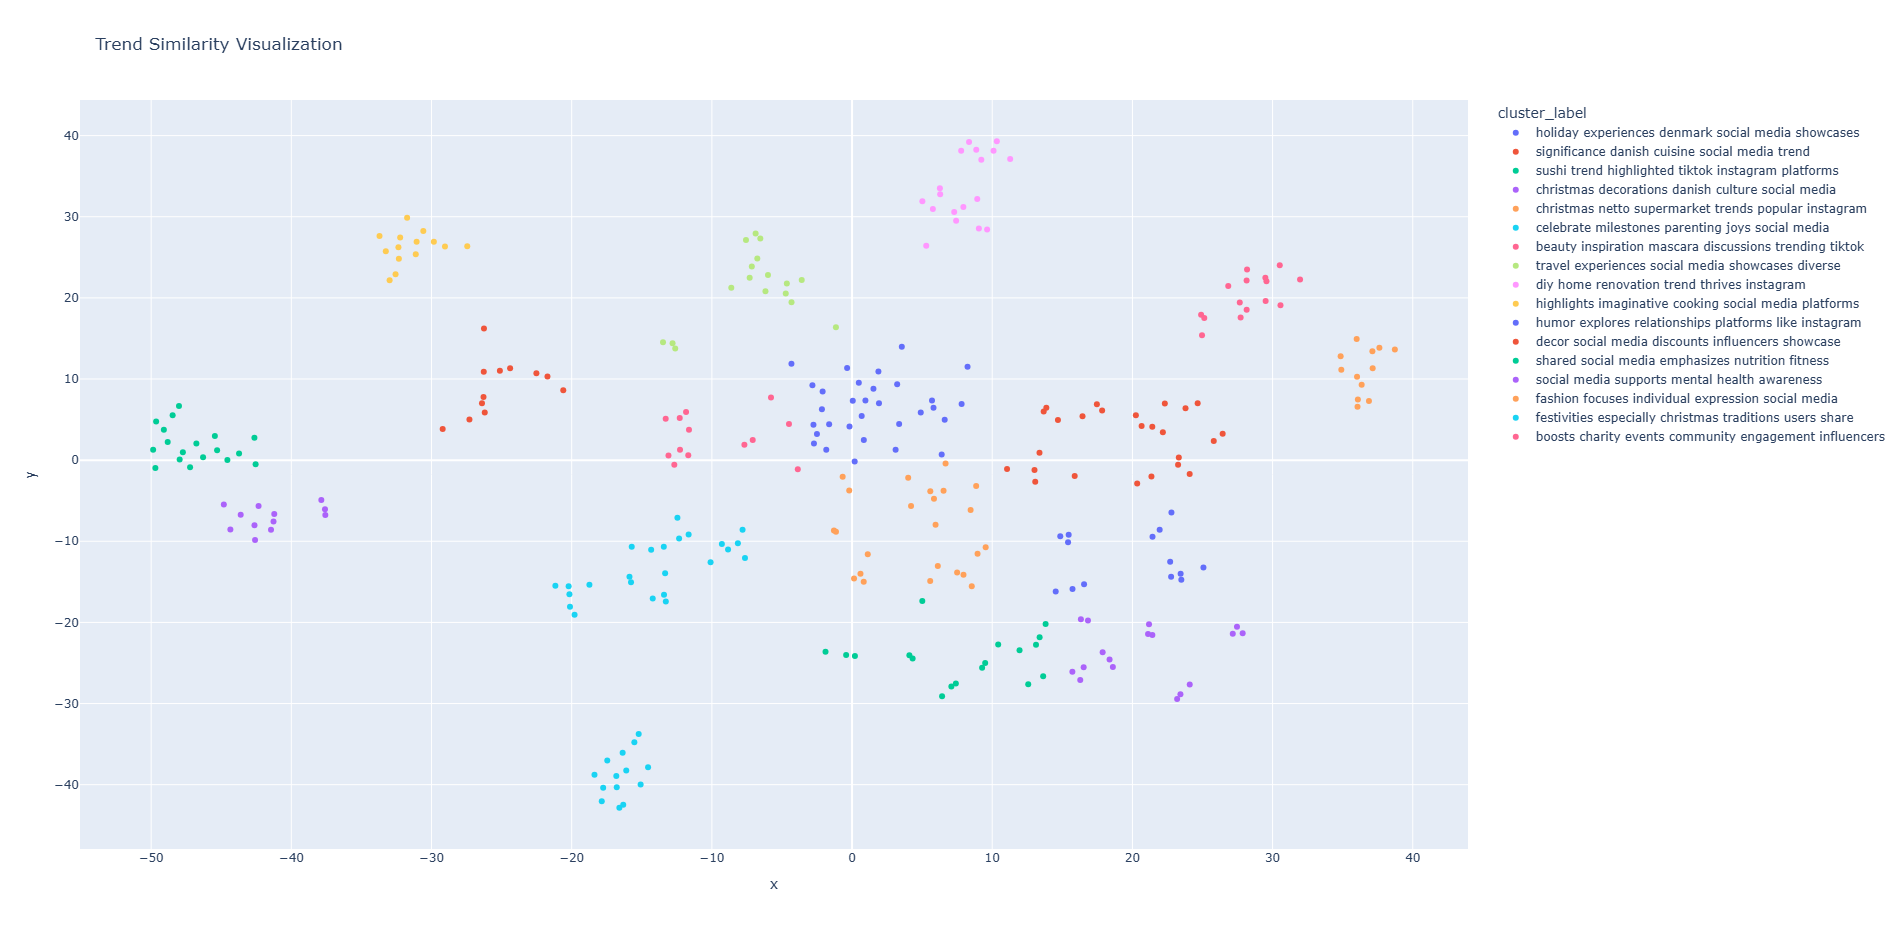 Trend Similarity Visualization
cluster_label
holiday experiences denmark social media showcases
significance danish cuisine social media trend
sushi trend highlighted tiktok instagram platforms
christmas decorations danish culture social media
christmas netto supermarket trends popular instagram
celebrate milestones parenting joys social media
beauty inspiration mascara discussions trending tiktok
travel experiences social media showcases diverse
diy home renovation trend thrives instagram
highlights imaginative cooking social media platforms
humor explores relationships platforms like instagram
decor social media discounts influencers showcase
shared social media emphasizes nutrition fitness
social media supports mental health awareness
fashion focuses individual expression social media
festivities especially christmas traditions users share
boosts charity events community engagement influencers
40
30
20
10
0
−10
−20
−30
−40
y
−50 −40 −30 −20 −10 0 10 20 30 40
x